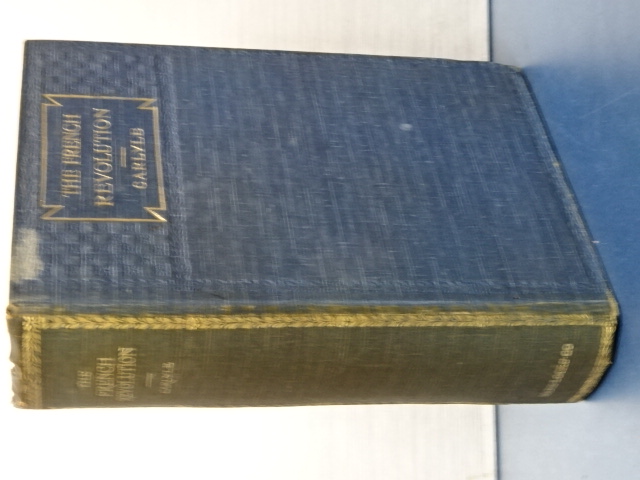 THE FRENCH
REVOLUTION
CARLYLE
THE
FRENCH
REVOLUTION
CARLYLE